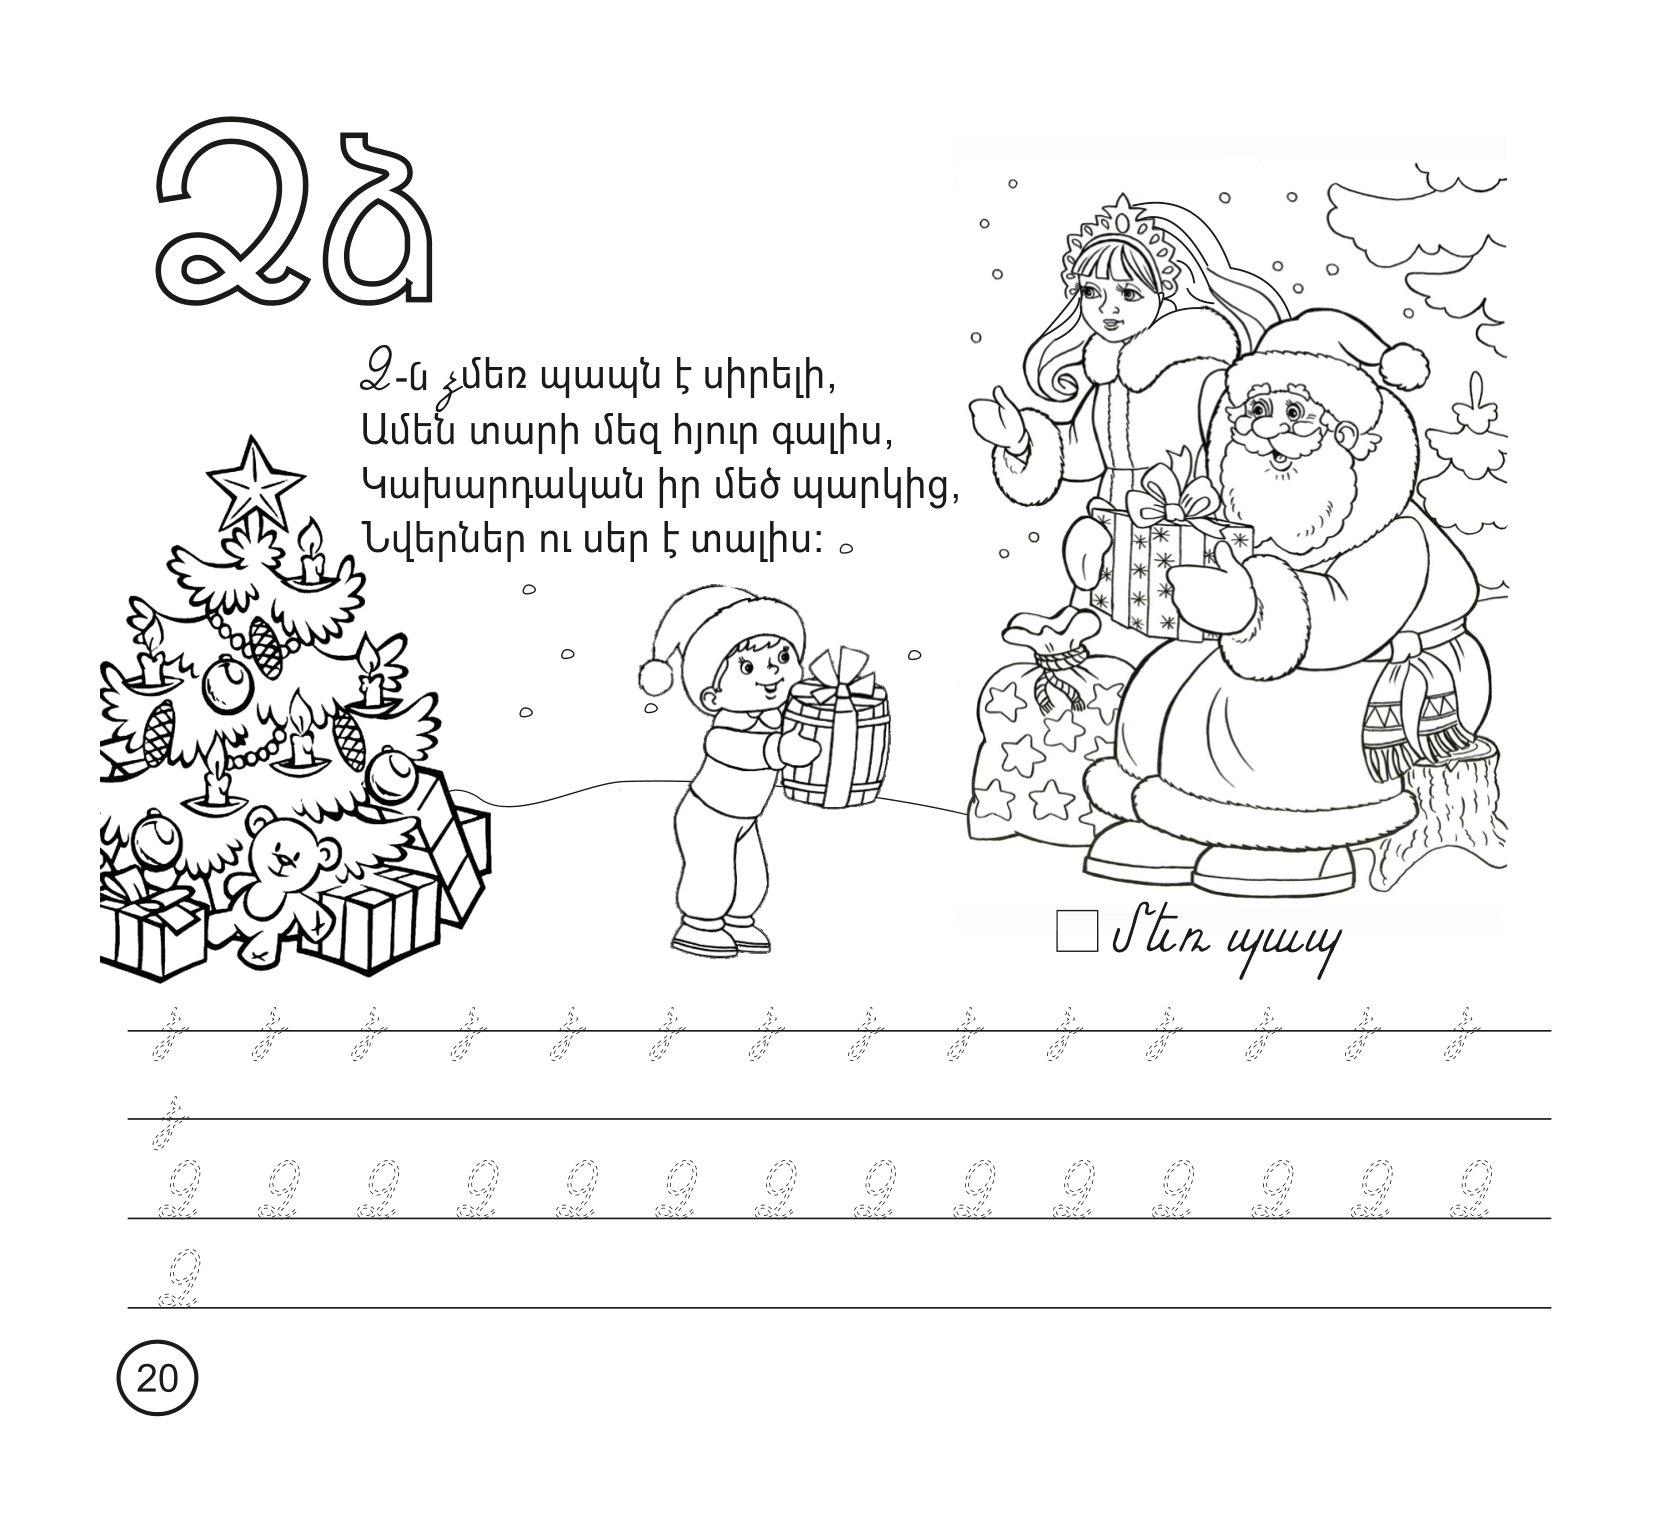 Ձձ
Ձ-ն ձմեռ պապն է սիրելի,
Ամեն տարի մեզ հյուր գալիս,
Կախարդական իր մեծ պարկից,
Նվերներ ու սեր է տալիս:
մեռ պապ
ձ ձ ձ ձ ձ ձ ձ ձ ձ ձ ձ ձ ձ ձ
ձ
Ձ Ձ Ձ Ձ Ձ Ձ Ձ Ձ Ձ Ձ Ձ Ձ Ձ Ձ
Ձ
20